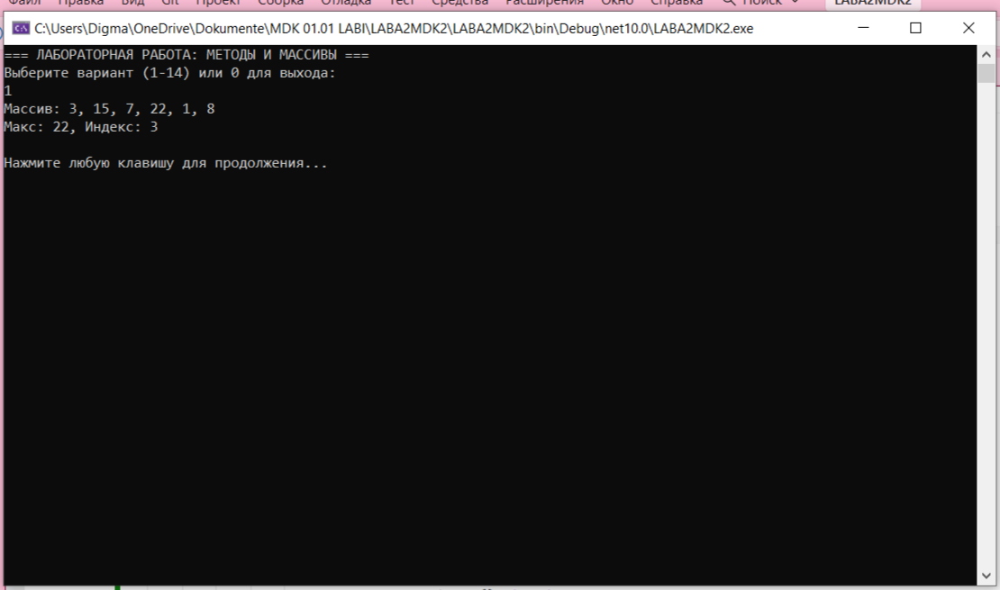 Файл Правка Вид Git Проект Сборка Отладка Тест Средства Расширения Окно Справка Поиск LABA2MDK2
C:\Users\Digma\OneDrive\Dokumente\MDK 01.01 LABI\LABA2MDK2\LABA2MDK2\bin\Debug\net10.0\LABA2MDK2.exe
=== ЛАБОРАТОРНАЯ РАБОТА: МЕТОДЫ И МАССИВЫ ===
Выберите вариант (1-14) или 0 для выхода:
1
Массив: 3, 15, 7, 22, 1, 8
Макс: 22, Индекс: 3
Нажмите любую клавишу для продолжения...